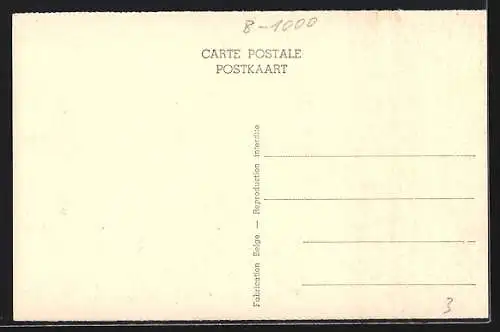 B-1000
CARTE POSTALE
POSTKAART
Fabrication Belge — Reproduction interdite
3